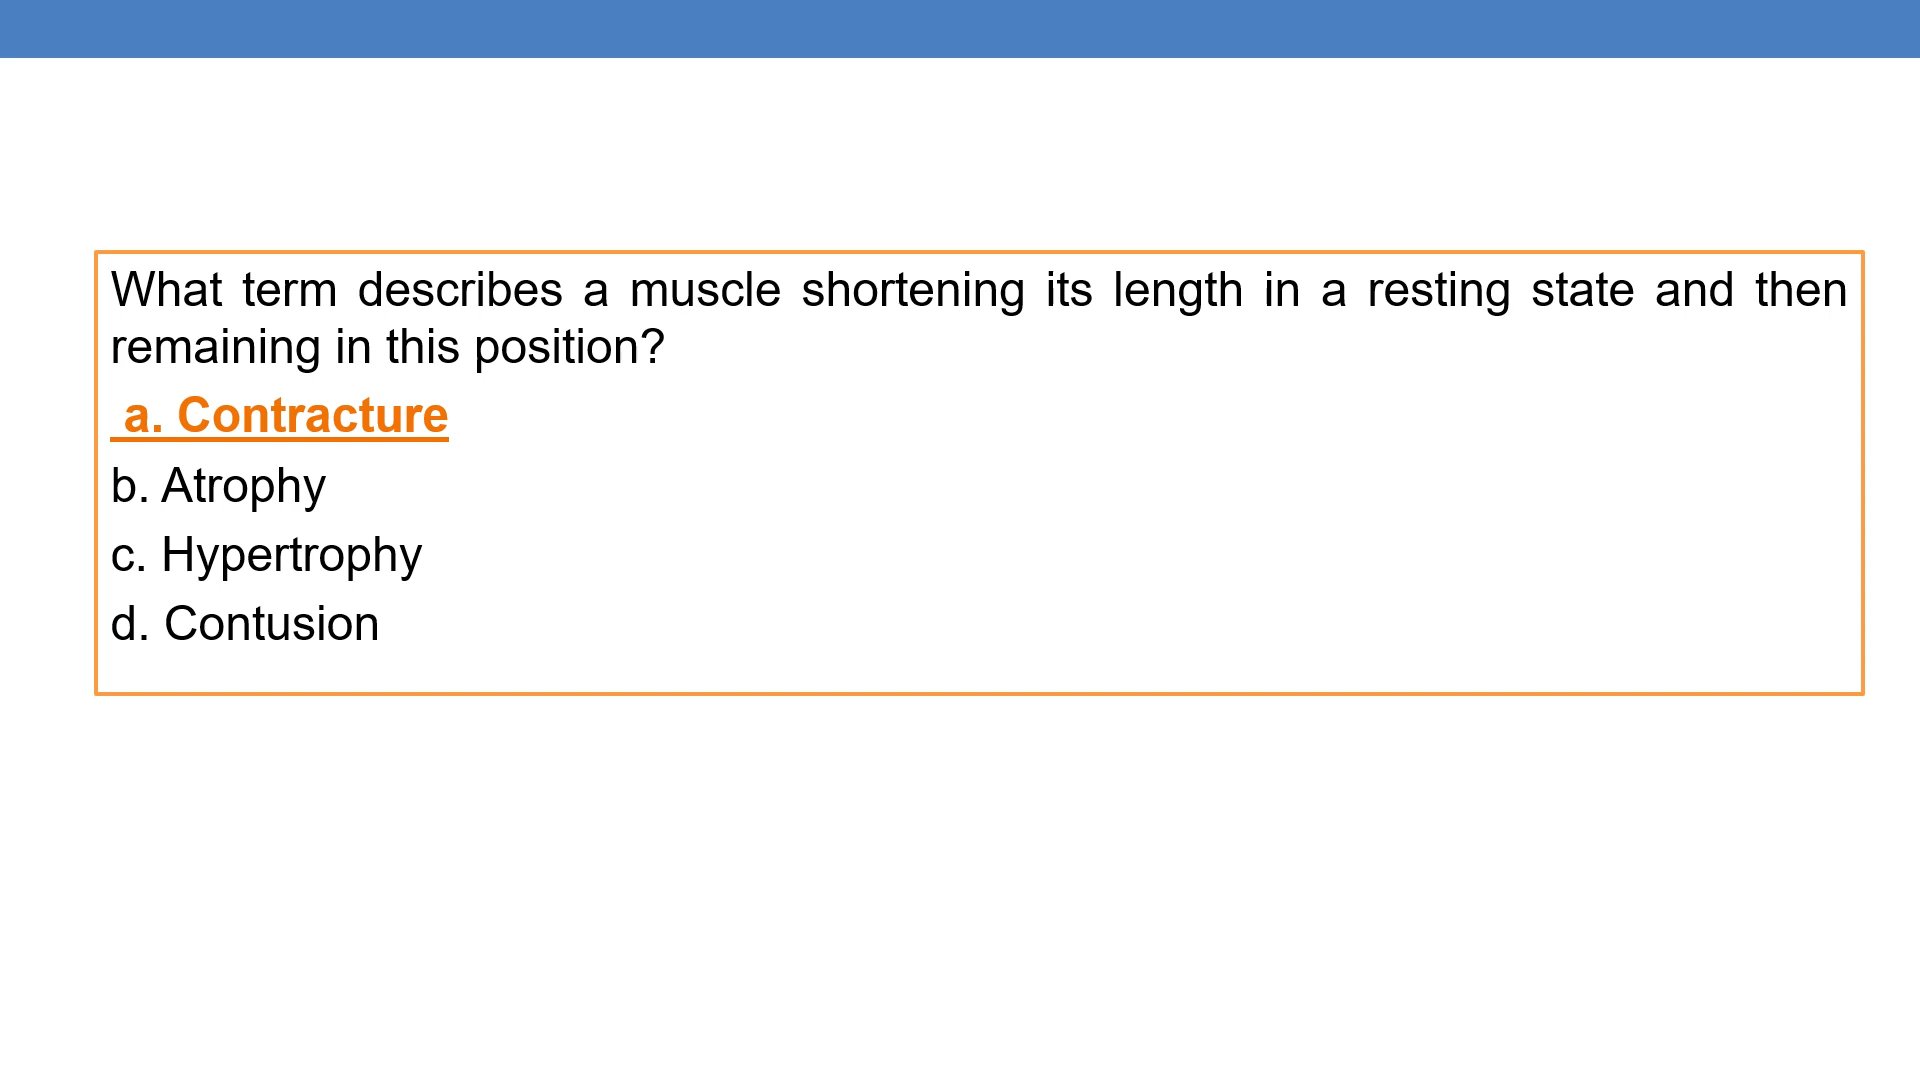 What term describes a muscle shortening its length in a resting state and then
remaining in this position?
a. Contracture
b. Atrophy
c. Hypertrophy
d. Contusion